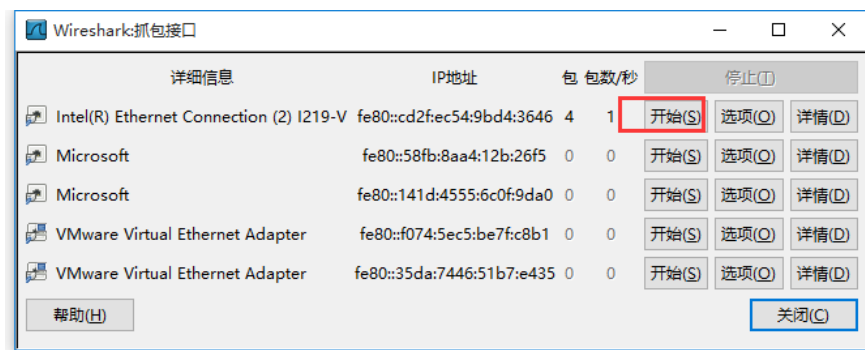 Wireshark:抓包接口
详细信息 IP地址 包 包数/秒 停止(T)
Intel(R) Ethernet Connection (2) I219-V fe80::cd2f:ec54:9bd4:3646 4 1 开始(S) 选项(O) 详情(D)
Microsoft fe80::58fb:8aa4:12b:26f5 0 0 开始(S) 选项(O) 详情(D)
Microsoft fe80::141d:4555:6c0f:9da0 0 0 开始(S) 选项(O) 详情(D)
VMware Virtual Ethernet Adapter fe80::f074:5ec5:be7f:c8b1 0 0 开始(S) 选项(O) 详情(D)
VMware Virtual Ethernet Adapter fe80::35da:7446:51b7:e435 0 0 开始(S) 选项(O) 详情(D)
帮助(H) 关闭(C)